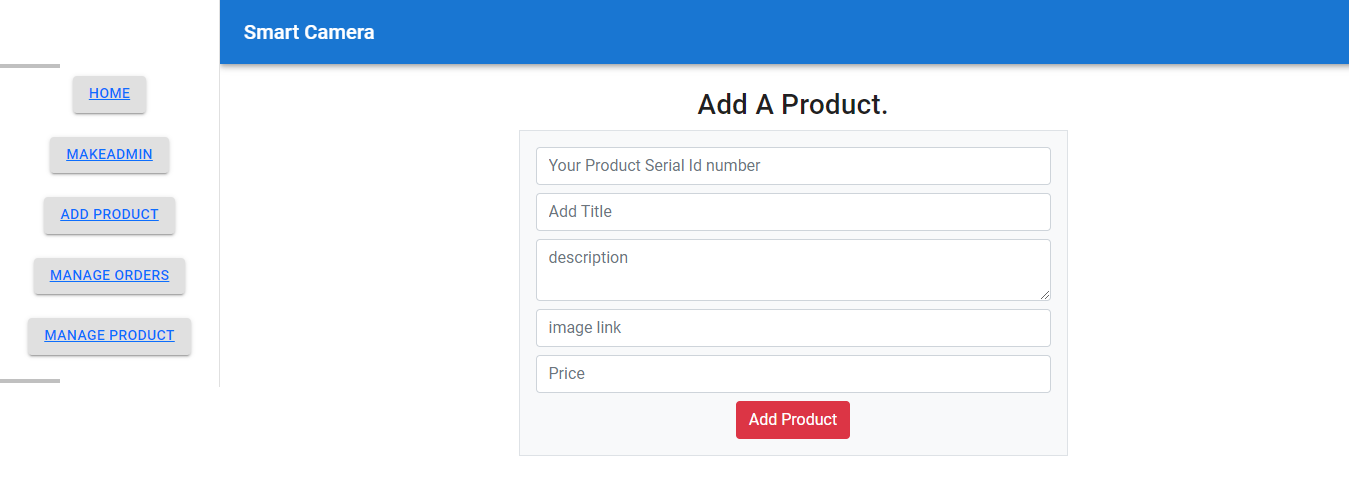 Smart Camera
HOME
MAKEADMIN
ADD PRODUCT
MANAGE ORDERS
MANAGE PRODUCT
Add A Product.
Your Product Serial Id number
Add Title
description
image link
Price
Add Product